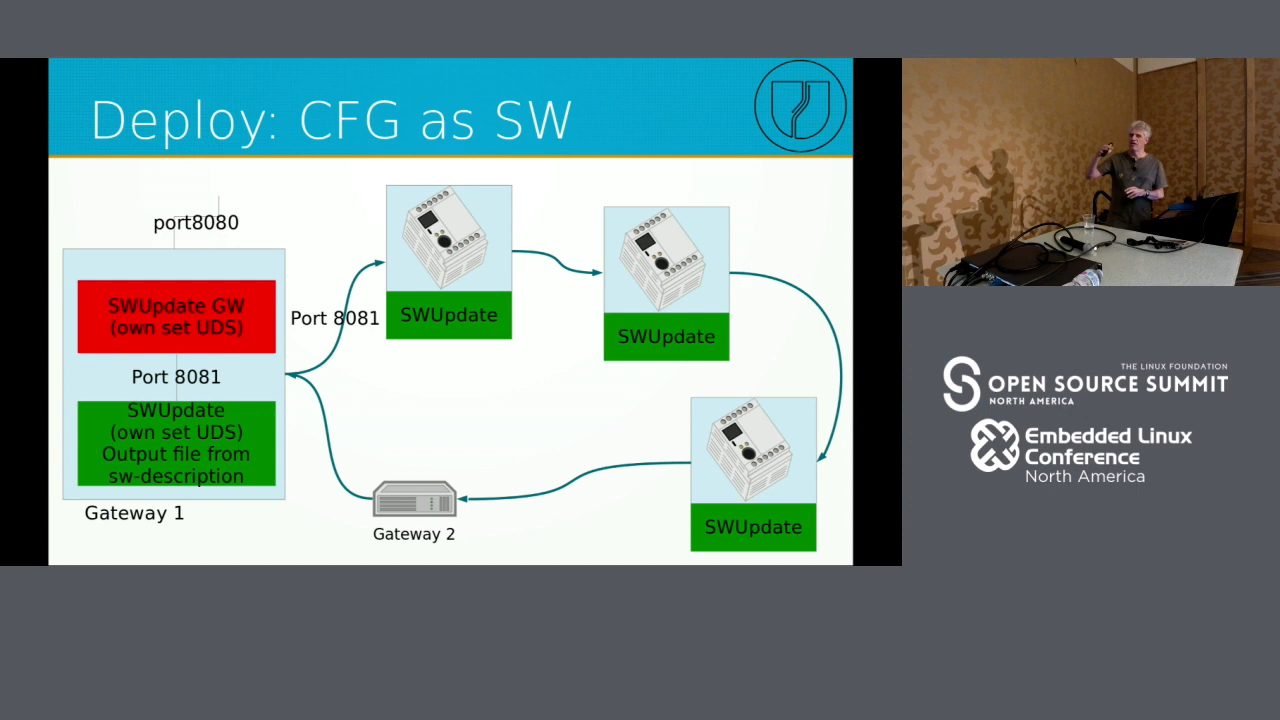 Deploy: CFG as SW
port8080
SWUpdate GW
(own set UDS)
Port 8081
Port 8081
SWUpdate
(own set UDS)
Output file from
sw-description
Gateway 1
SWUpdate
SWUpdate
SWUpdate
Gateway 2
THE LINUX FOUNDATION
OPEN SOURCE SUMMIT
NORTH AMERICA
Embedded Linux
Conference
North America